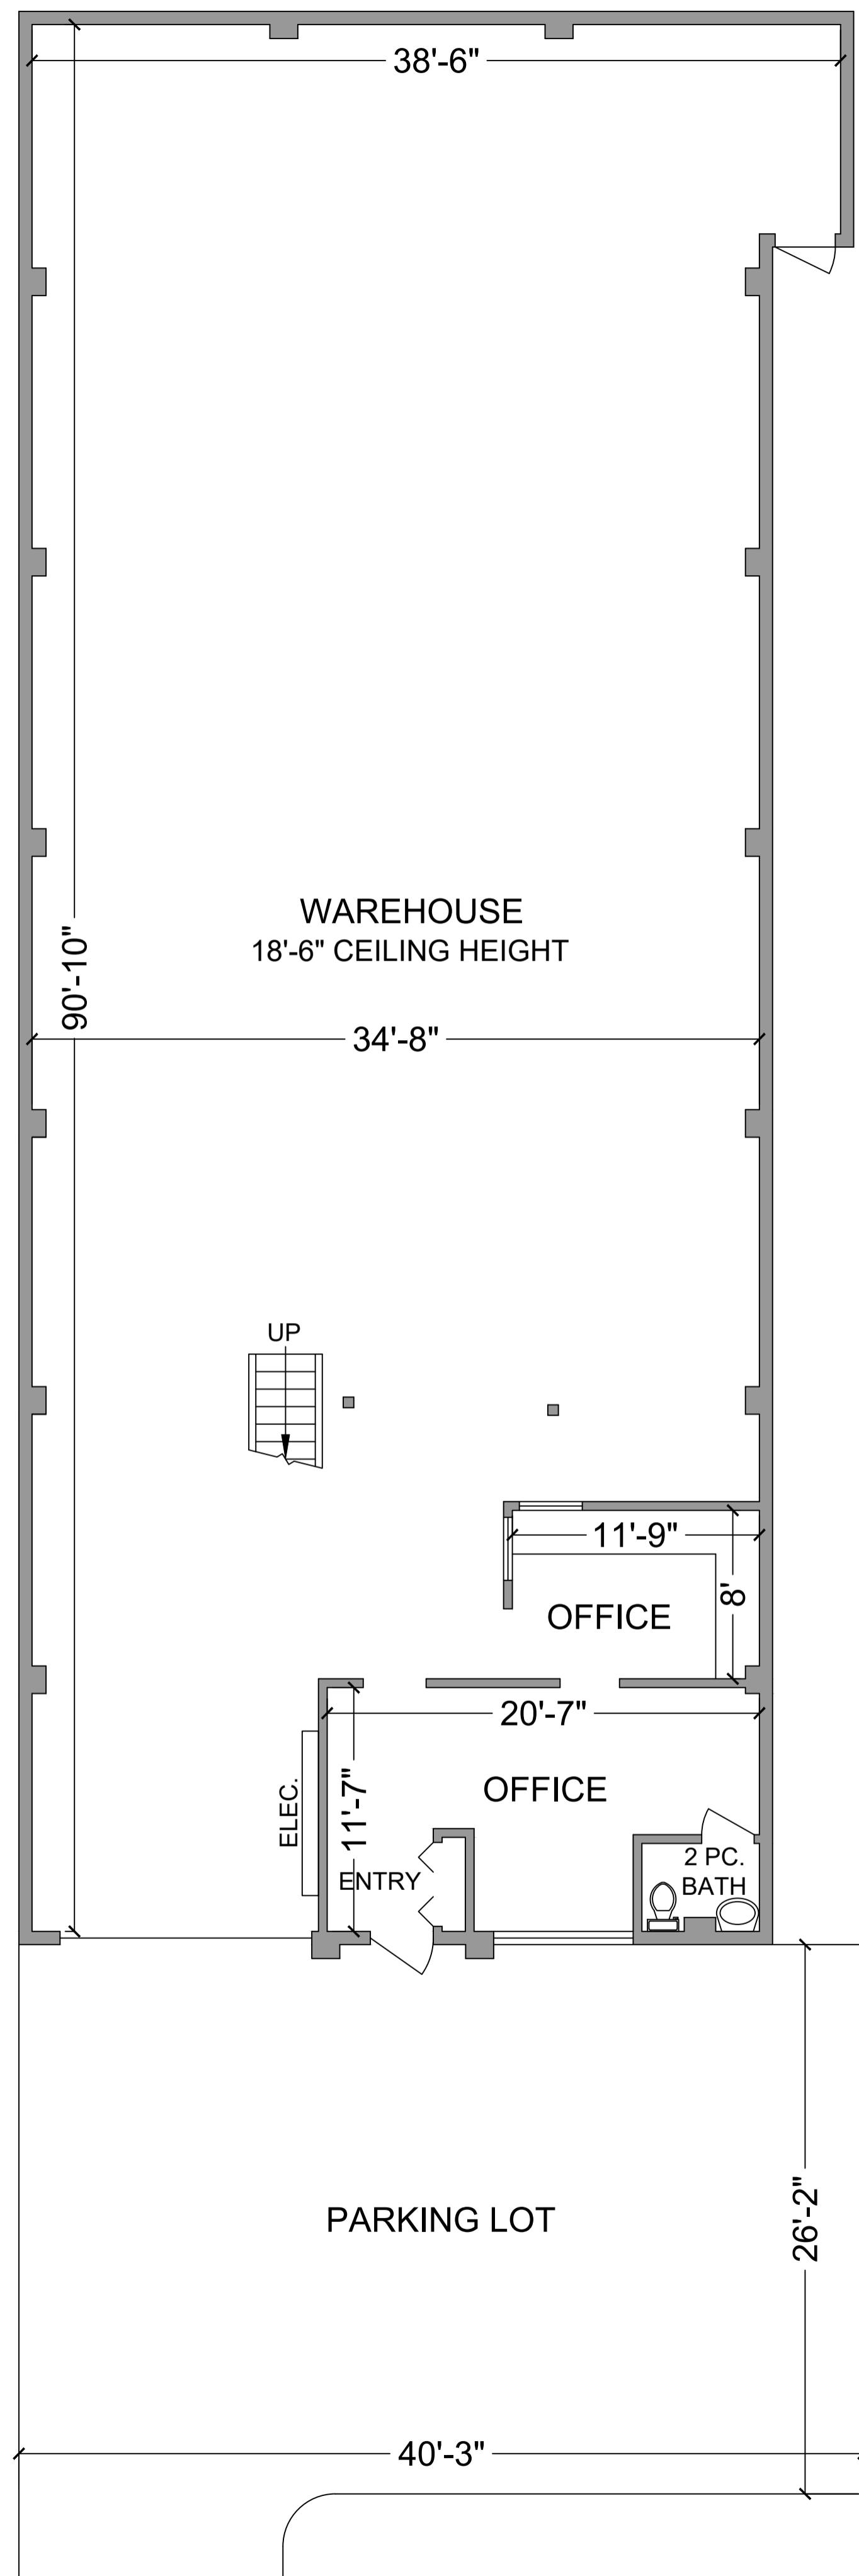 38'-6"
WAREHOUSE
18'-6" CEILING HEIGHT
90'-10"
34'-8"
UP
11'-9"
8'
OFFICE
20'-7"
OFFICE
11'-7"
ELEC.
ENTRY
2 PC.
BATH
PARKING LOT
26'-2"
40'-3"